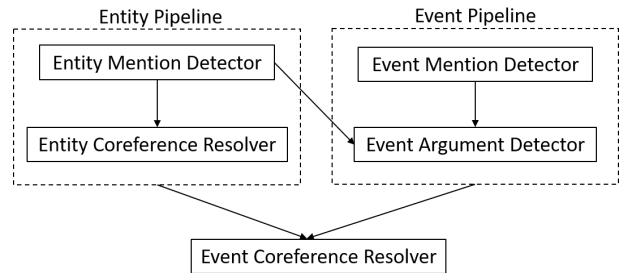 Entity Pipeline
Event Pipeline
Entity Mention Detector
Event Mention Detector
Entity Coreference Resolver
Event Argument Detector
Event Coreference Resolver